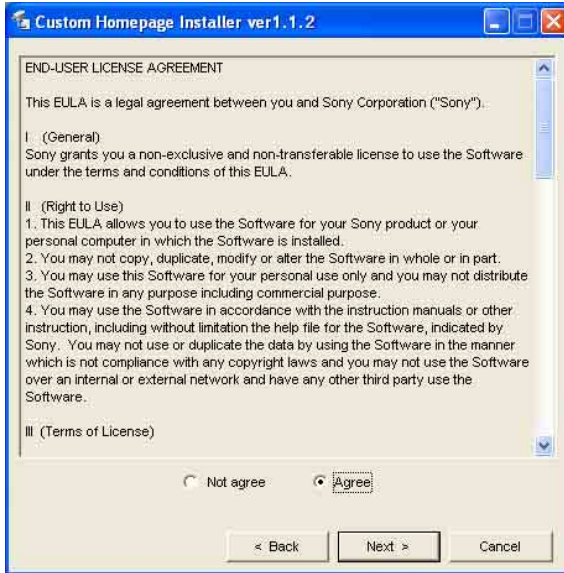 Custom Homepage Installer ver1.1.2
END-USER LICENSE AGREEMENT
This EULA is a legal agreement between you and Sony Corporation ("Sony").
I    (General)
Sony grants you a non-exclusive and non-transferable license to use the Software
under the terms and conditions of this EULA.
II   (Right to Use)
1. This EULA allows you to use the Software for your Sony product or your
personal computer in which the Software is installed.
2. You may not copy, duplicate, modify or alter the Software in whole or in part.
3. You may use this Software for your personal use only and you may not distribute
the Software in any purpose including commercial purpose.
4. You may use the Software in accordance with the instruction manuals or other
instruction, including without limitation the help file for the Software, indicated by
Sony.  You may not use or duplicate the data by using the Software in the manner
which is not compliance with any copyright laws and you may not use the Software
over an internal or external network and have any other third party use the
Software.
III  (Terms of License)
Not agree    Agree
< Back    Next >    Cancel